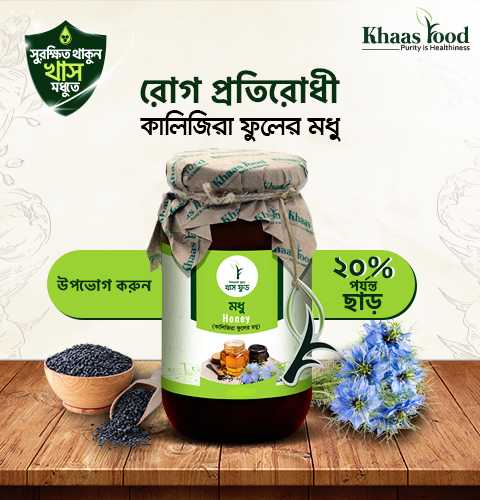 সুরক্ষিত থাকুন
খাস
মধুতে
Khaas food
Purity is Healthiness
রোগ প্রতিরোধী
কালিজিরা ফুলের মধু
উপভোগ করুন
২০%
পর্যন্ত
ছাড়
খাস ফুড
মধু
Honey
(কালিজিরা ফুলের মধু)